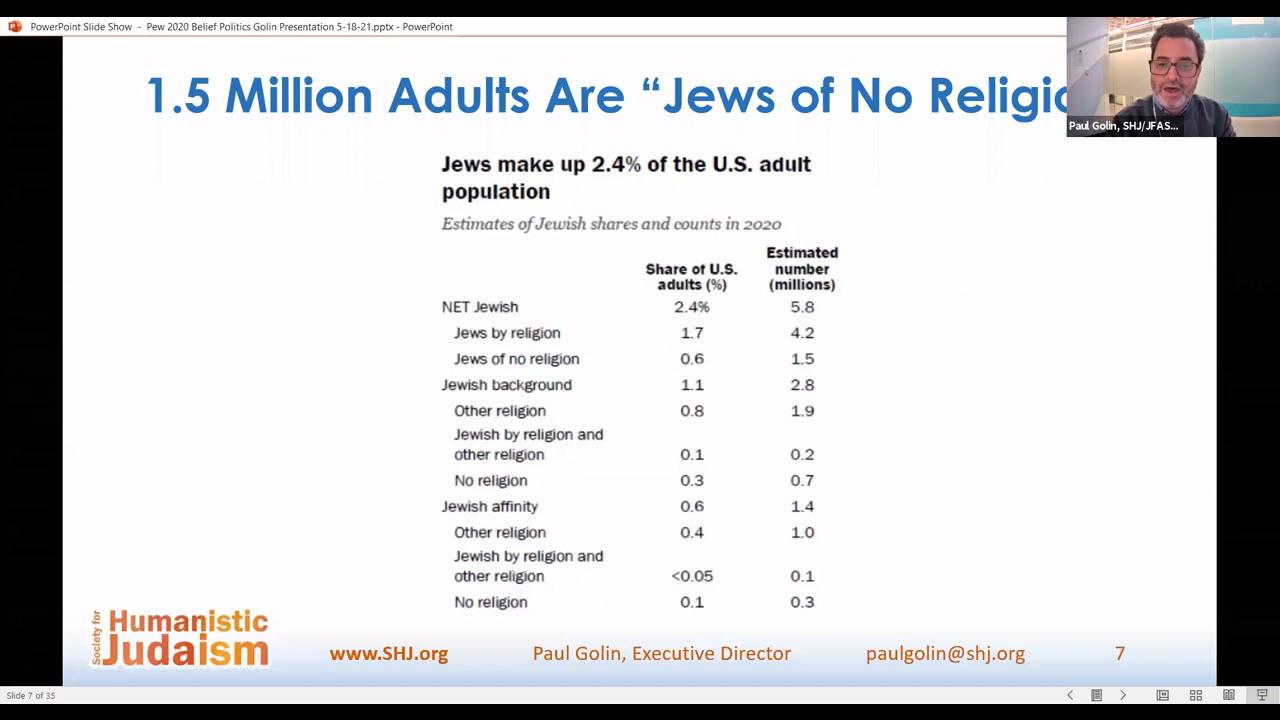 PowerPoint Slide Show - Pew 2020 Belief Politics Golin Presentation 5-18-21.pptx - PowerPoint
1.5 Million Adults Are “Jews of No Religio
Paul Golin, SHJ/JFAS...
Jews make up 2.4% of the U.S. adult
population
Estimates of Jewish shares and counts in 2020
Share of U.S. adults (%) Estimated number (millions)
NET Jewish 2.4% 5.8
Jews by religion 1.7 4.2
Jews of no religion 0.6 1.5
Jewish background 1.1 2.8
Other religion 0.8 1.9
Jewish by religion and
other religion 0.1 0.2
No religion 0.3 0.7
Jewish affinity 0.6 1.4
Other religion 0.4 1.0
Jewish by religion and
other religion <0.05 0.1
No religion 0.1 0.3
Society for
Humanistic
Judaism
www.SHJ.org Paul Golin, Executive Director paulgolin@shj.org 7
Slide 7 of 35